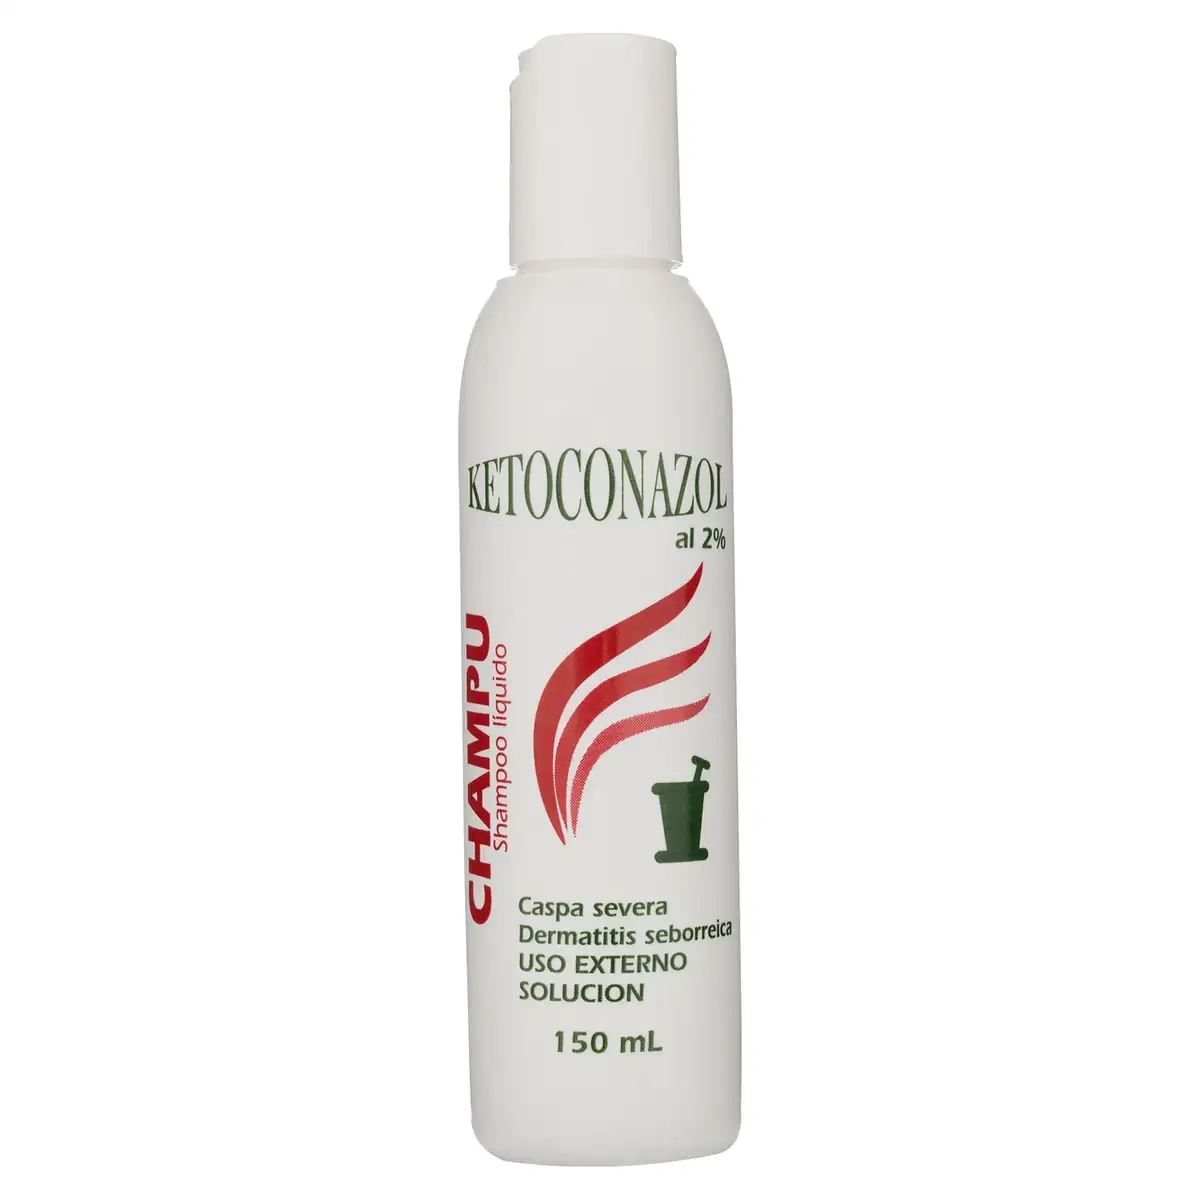 KETOCONAZOL
al 2%
CHAMPU
Shampoo líquido
Caspa severa
Dermatitis seborreica
USO EXTERNO
SOLUCION
150 mL